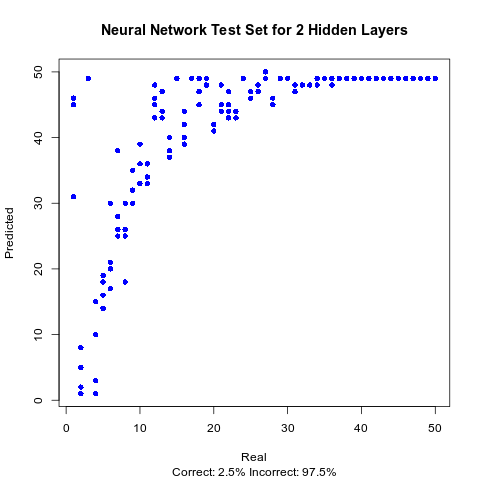 Neural Network Test Set for 2 Hidden Layers
Predicted
50
40
30
20
10
0
0 10 20 30 40 50
Real
Correct: 2.5% Incorrect: 97.5%